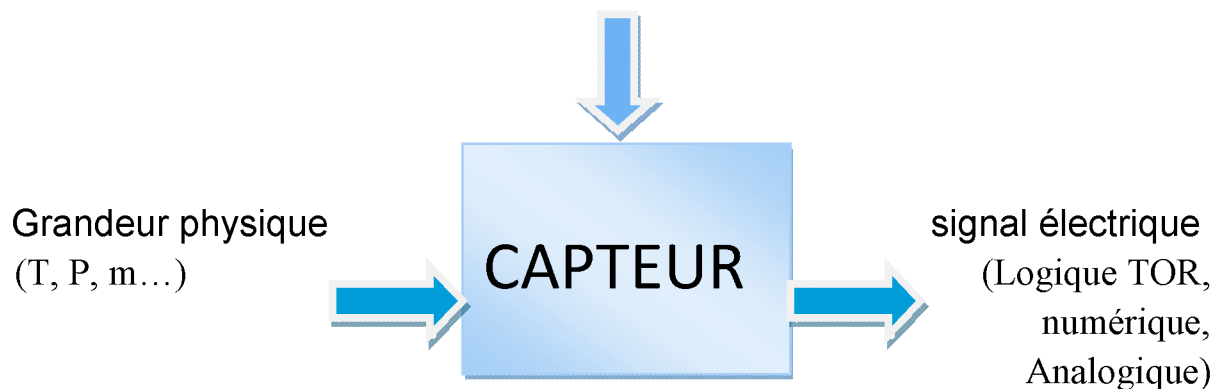 Grandeur physique
(T, P, m…)
CAPTEUR
signal électrique
(Logique TOR,
numérique,
Analogique)